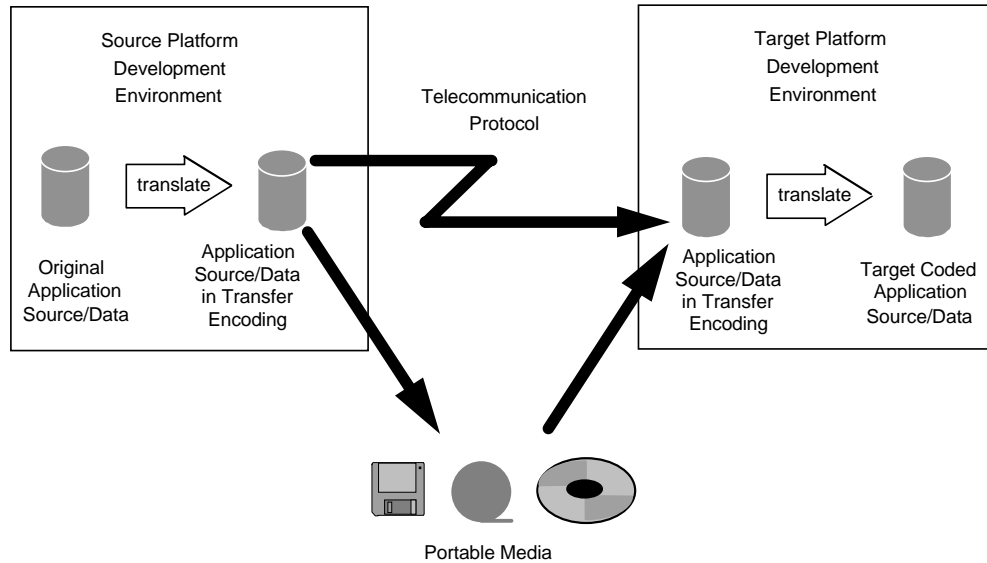 Source Platform
Development
Environment
Target Platform
Development
Environment
Telecommunication
Protocol
translate
translate
Original
Application
Source/Data
Application
Source/Data
in Transfer
Encoding
Application
Source/Data
in Transfer
Encoding
Target Coded
Application
Source/Data
Portable Media